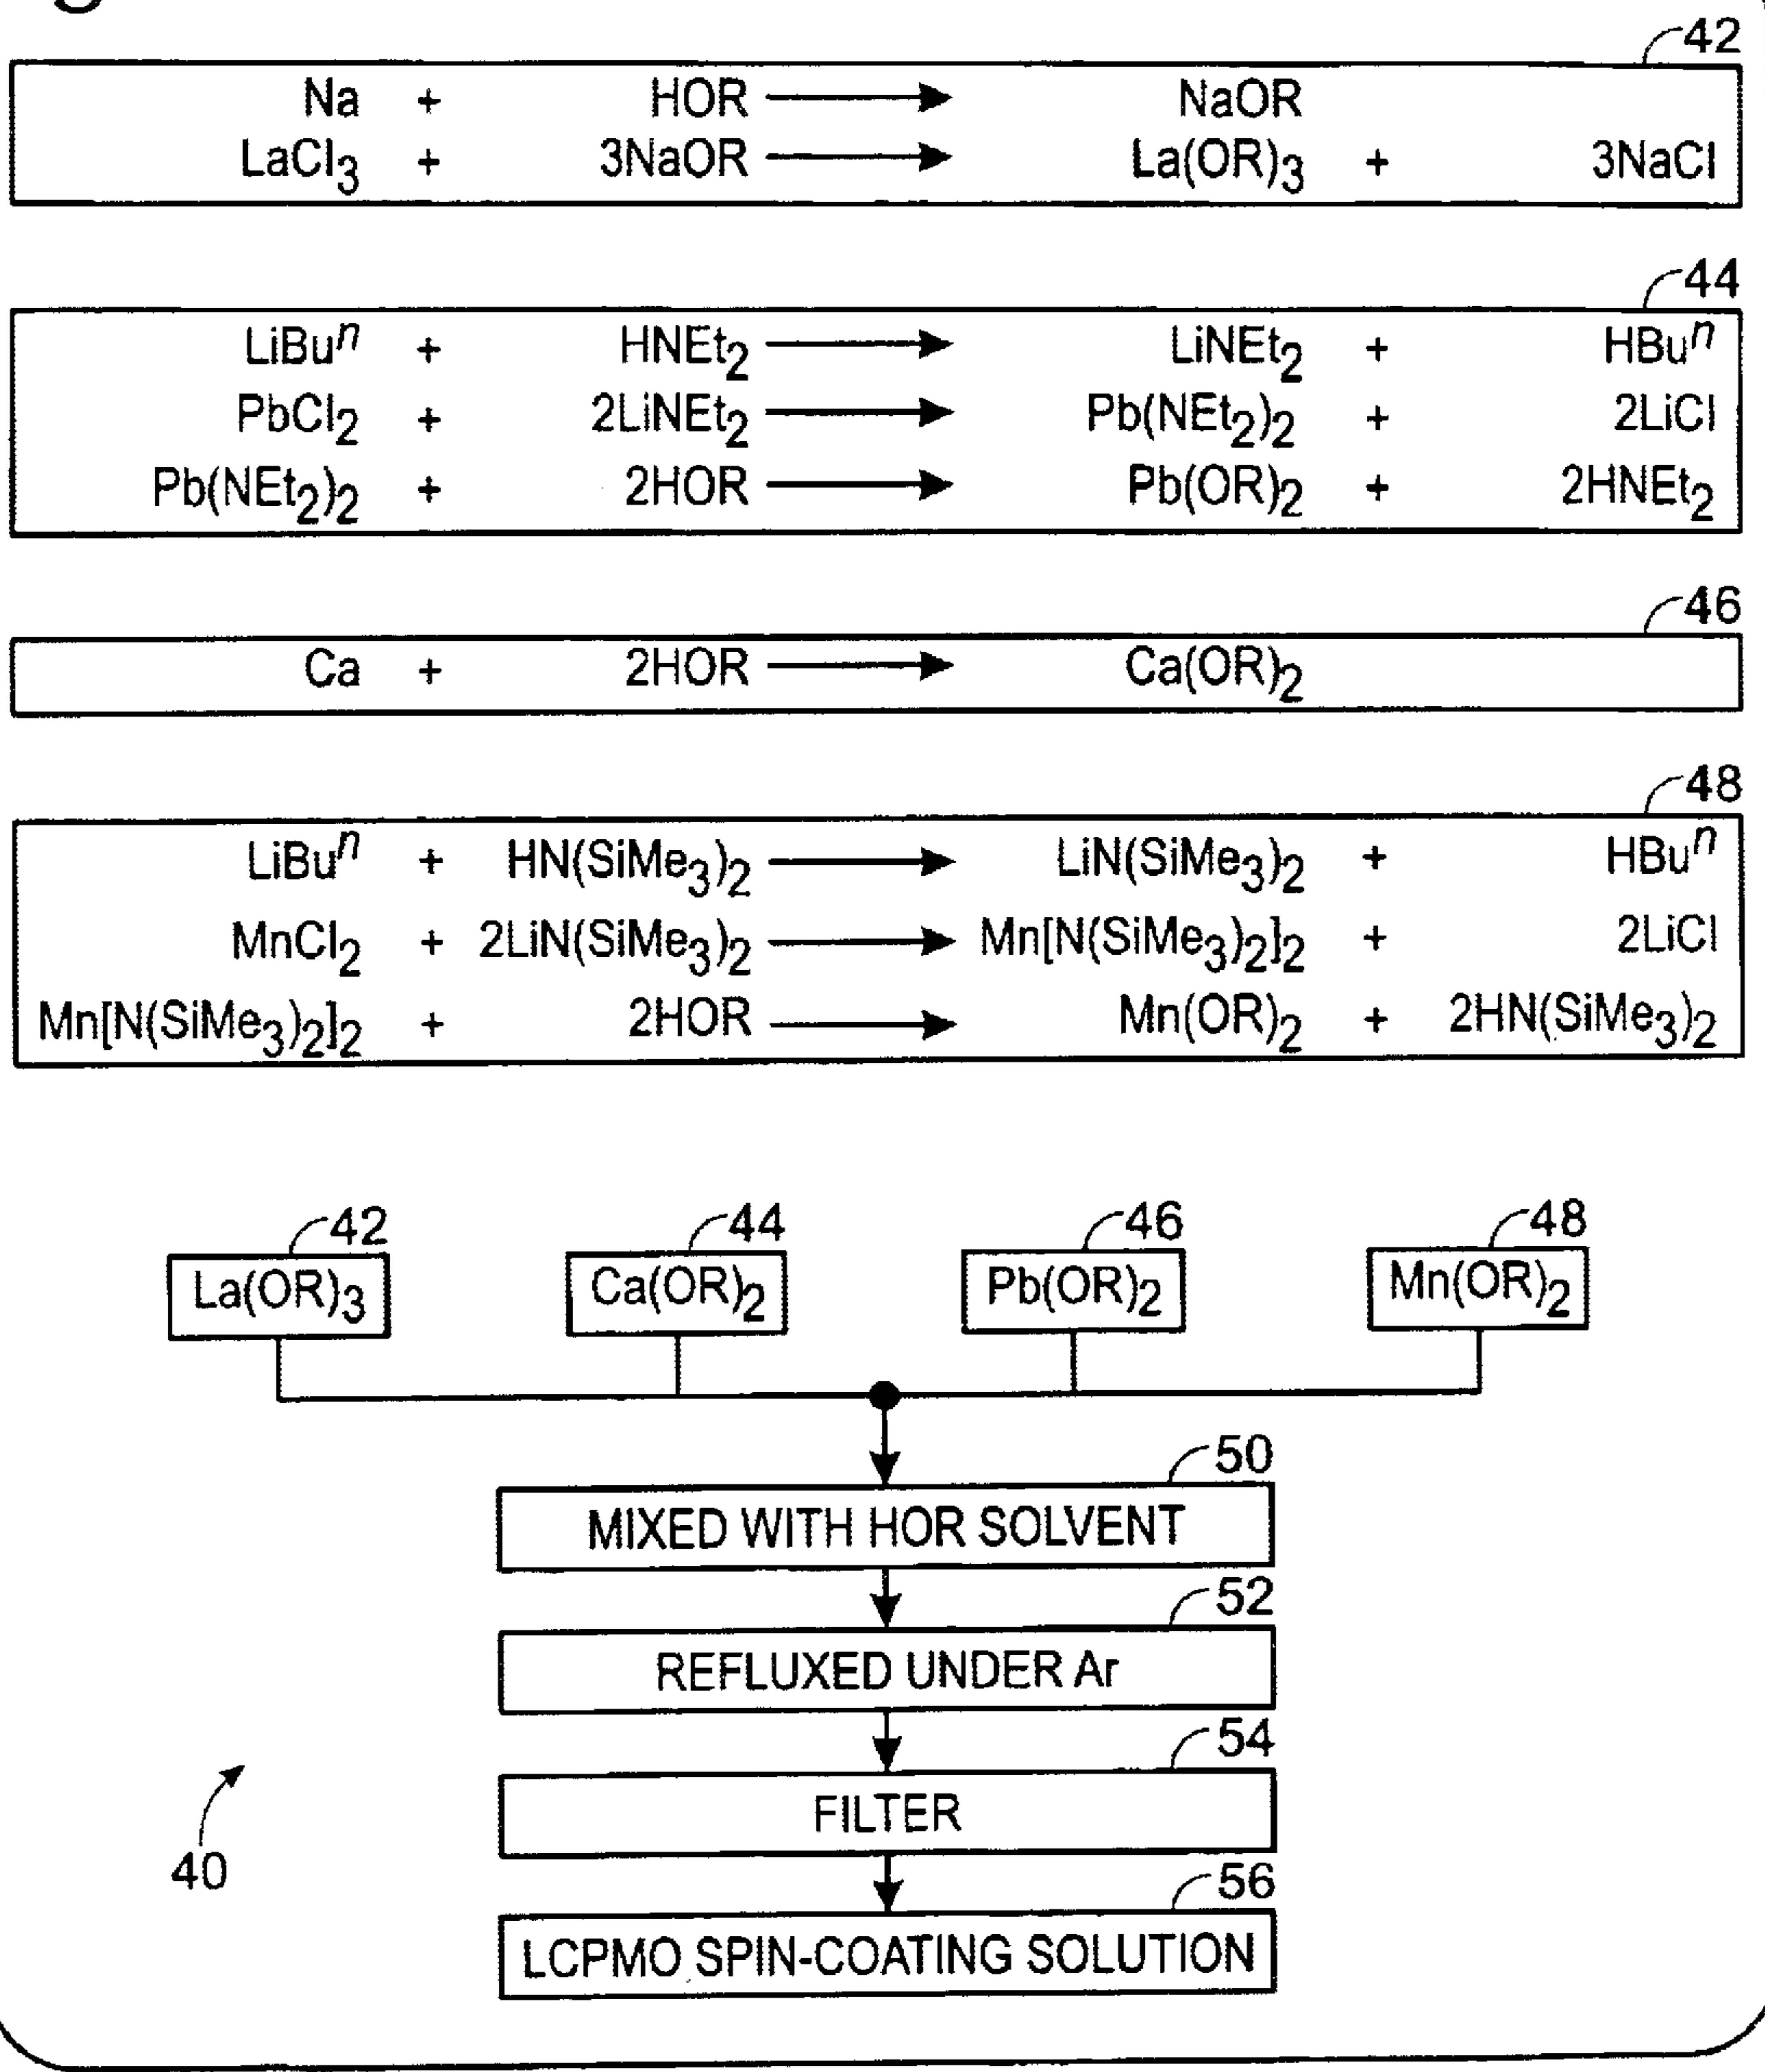 42
Na + HOR ⟶ NaOR
LaCl₃ + 3NaOR ⟶ La(OR)₃ + 3NaCl
44
LiBuⁿ + HNEt₂ ⟶ LiNEt₂ + HBuⁿ
PbCl₂ + 2LiNEt₂ ⟶ Pb(NEt₂)₂ + 2LiCl
Pb(NEt₂)₂ + 2HOR ⟶ Pb(OR)₂ + 2HNEt₂
46
Ca + 2HOR ⟶ Ca(OR)₂
48
LiBuⁿ + HN(SiMe₃)₂ ⟶ LiN(SiMe₃)₂ + HBuⁿ
MnCl₂ + 2LiN(SiMe₃)₂ ⟶ Mn[N(SiMe₃)₂]₂ + 2LiCl
Mn[N(SiMe₃)₂]₂ + 2HOR ⟶ Mn(OR)₂ + 2HN(SiMe₃)₂
42 44 46 48
La(OR)₃ Ca(OR)₂ Pb(OR)₂ Mn(OR)₂
50
MIXED WITH HOR SOLVENT
52
REFLUXED UNDER Ar
54
FILTER
40
56
LCPMO SPIN-COATING SOLUTION